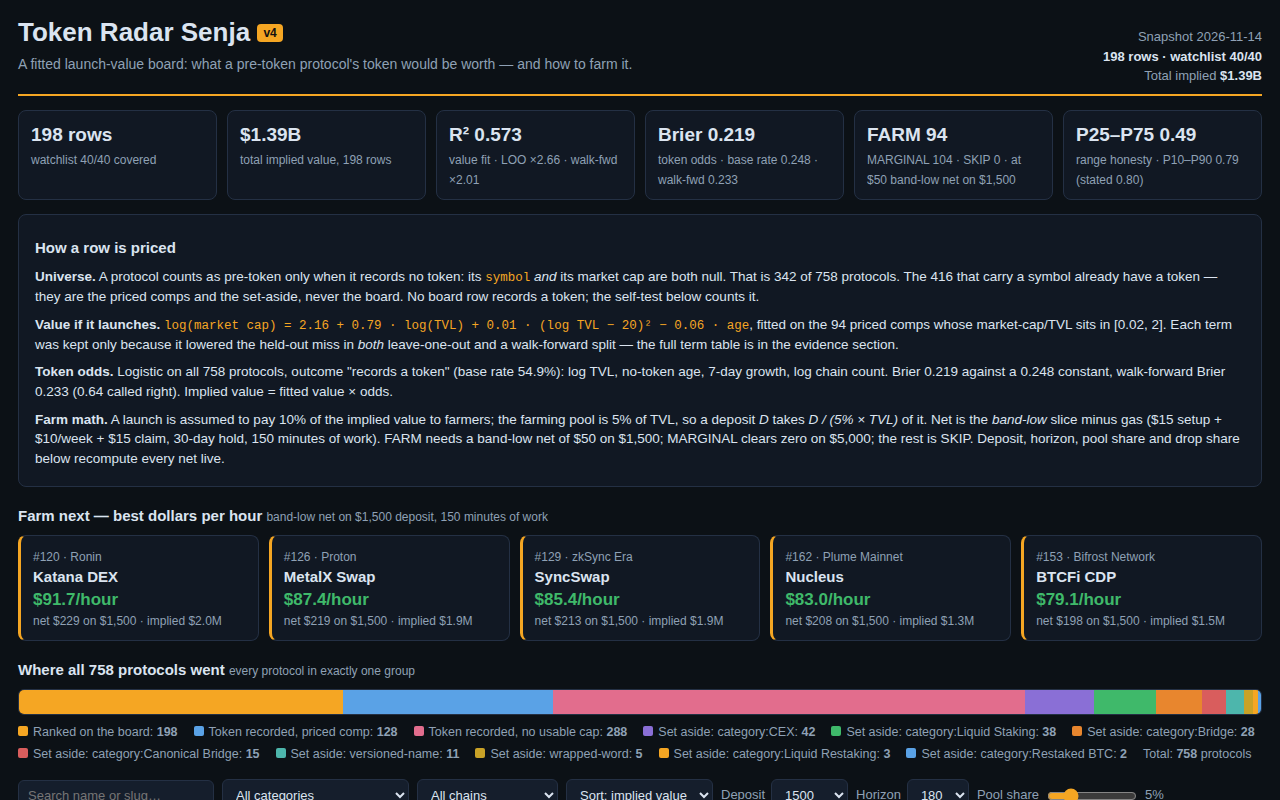 Token Radar Senja v4
A fitted launch-value board: what a pre-token protocol's token would be worth — and how to farm it.
Snapshot 2026-11-14
198 rows · watchlist 40/40
Total implied $1.39B
198 rows
watchlist 40/40 covered
$1.39B
total implied value, 198 rows
R² 0.573
value fit · LOO ×2.66 · walk-fwd
×2.01
Brier 0.219
token odds · base rate 0.248 ·
walk-fwd 0.233
FARM 94
MARGINAL 104 · SKIP 0 · at
$50 band-low net on $1,500
P25–P75 0.49
range honesty · P10–P90 0.79
(stated 0.80)
How a row is priced
Universe. A protocol counts as pre-token only when it records no token: its symbol and its market cap are both null. That is 342 of 758 protocols. The 416 that carry a symbol already have a token —
they are the priced comps and the set-aside, never the board. No board row records a token; the self-test below counts it.
Value if it launches. log(market cap) = 2.16 + 0.79 · log(TVL) + 0.01 · (log TVL − 20)² − 0.06 · age, fitted on the 94 priced comps whose market-cap/TVL sits in [0.02, 2]. Each term
was kept only because it lowered the held-out miss in both leave-one-out and a walk-forward split — the full term table is in the evidence section.
Token odds. Logistic on all 758 protocols, outcome "records a token" (base rate 54.9%): log TVL, no-token age, 7-day growth, log chain count. Brier 0.219 against a 0.248 constant, walk-forward Brier
0.233 (0.64 called right). Implied value = fitted value × odds.
Farm math. A launch is assumed to pay 10% of the implied value to farmers; the farming pool is 5% of TVL, so a deposit D takes D / (5% × TVL) of it. Net is the band-low slice minus gas ($15 setup +
$10/week + $15 claim, 30-day hold, 150 minutes of work). FARM needs a band-low net of $50 on $1,500; MARGINAL clears zero on $5,000; the rest is SKIP. Deposit, horizon, pool share and drop share
below recompute every net live.
Farm next — best dollars per hour band-low net on $1,500 deposit, 150 minutes of work
#120 · Ronin
Katana DEX
$91.7/hour
net $229 on $1,500 · implied $2.0M
#126 · Proton
MetalX Swap
$87.4/hour
net $219 on $1,500 · implied $1.9M
#129 · zkSync Era
SyncSwap
$85.4/hour
net $213 on $1,500 · implied $1.9M
#162 · Plume Mainnet
Nucleus
$83.0/hour
net $208 on $1,500 · implied $1.3M
#153 · Bifrost Network
BTCFi CDP
$79.1/hour
net $198 on $1,500 · implied $1.5M
Where all 758 protocols went every protocol in exactly one group
Ranked on the board: 198 Token recorded, priced comp: 128 Token recorded, no usable cap: 288 Set aside: category:CEX: 42 Set aside: category:Liquid Staking: 38 Set aside: category:Bridge: 28
Set aside: category:Canonical Bridge: 15 Set aside: versioned-name: 11 Set aside: wrapped-word: 5 Set aside: category:Liquid Restaking: 3 Set aside: category:Restaked BTC: 2 Total: 758 protocols
Search name or slug… All categories All chains Sort: implied value Deposit 1500 Horizon 180 Pool share 5%